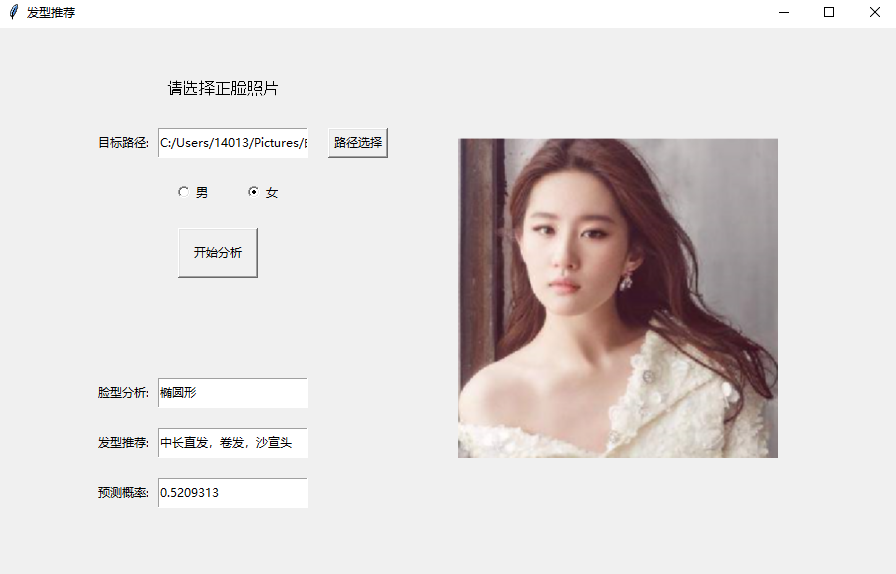 发型推荐
请选择正脸照片
目标路径: C:/Users/14013/Pictures/ 路径选择
男 女
开始分析
脸型分析: 椭圆形
发型推荐: 中长直发，卷发，沙宣头
预测概率: 0.5209313